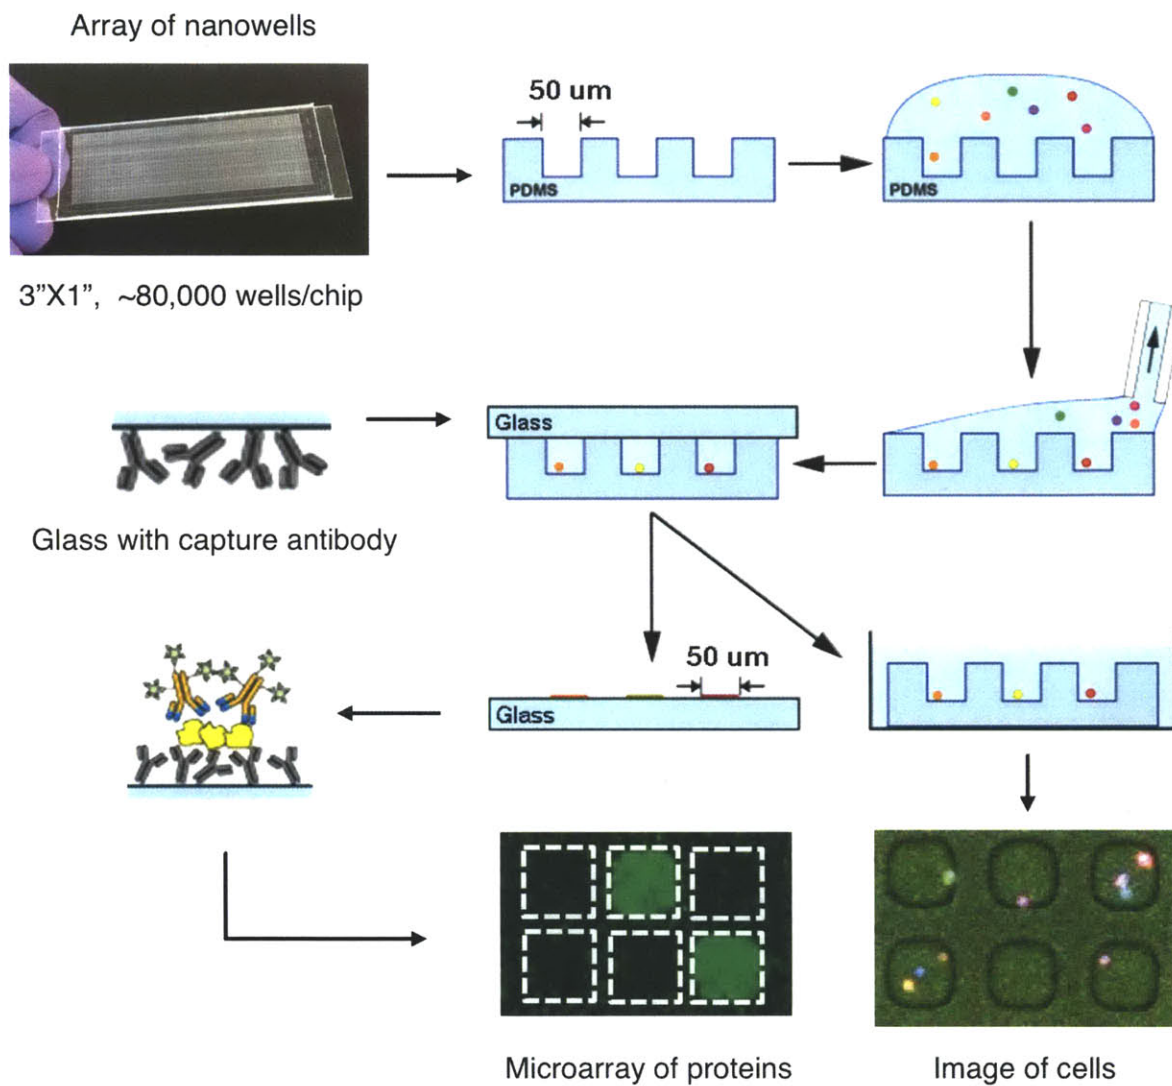 Array of nanowells
50 um
PDMS
PDMS
3”X1”, ~80,000 wells/chip
Glass
Glass with capture antibody
50 um
Glass
Microarray of proteins
Image of cells